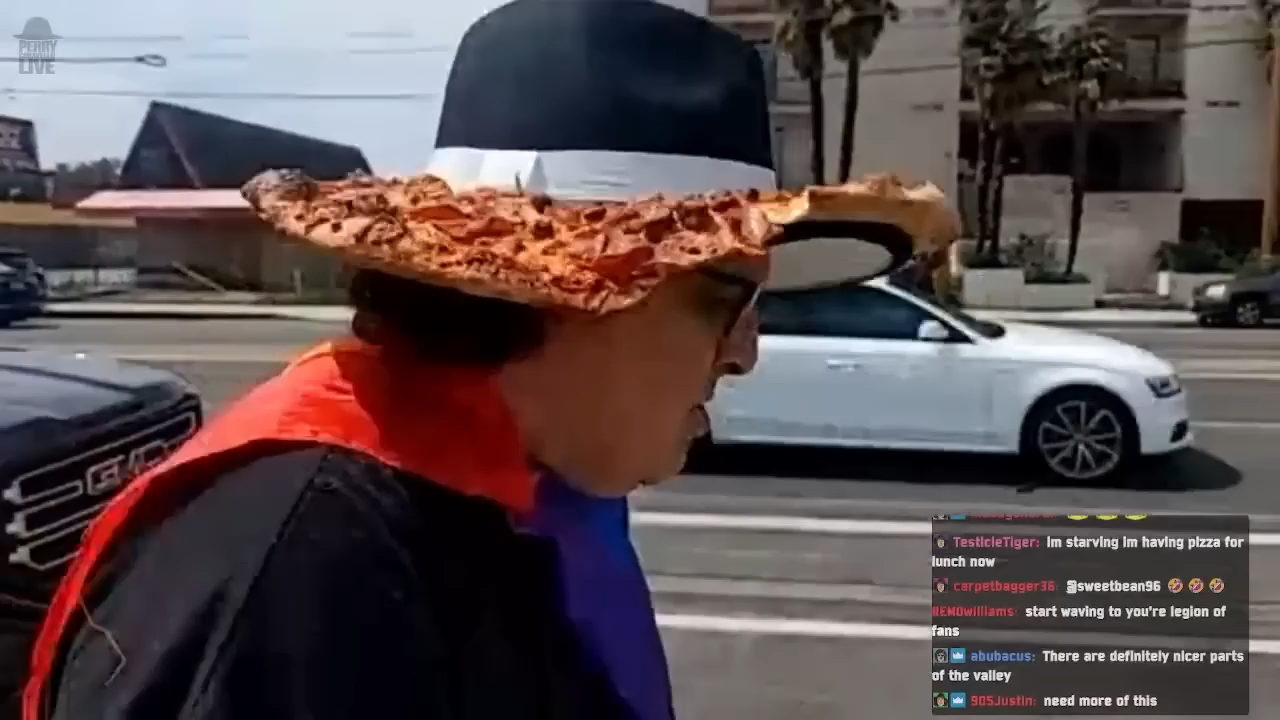 PERRY
LIVE
GMC
TesticleTiger: Im starving im having pizza for
lunch now
carpetbagger36: @sweetbean96 🤣 🤣 🤣
REMOwilliams: start waving to you're legion of
fans
abubacus: There are definitely nicer parts
of the valley
905Justin: need more of this